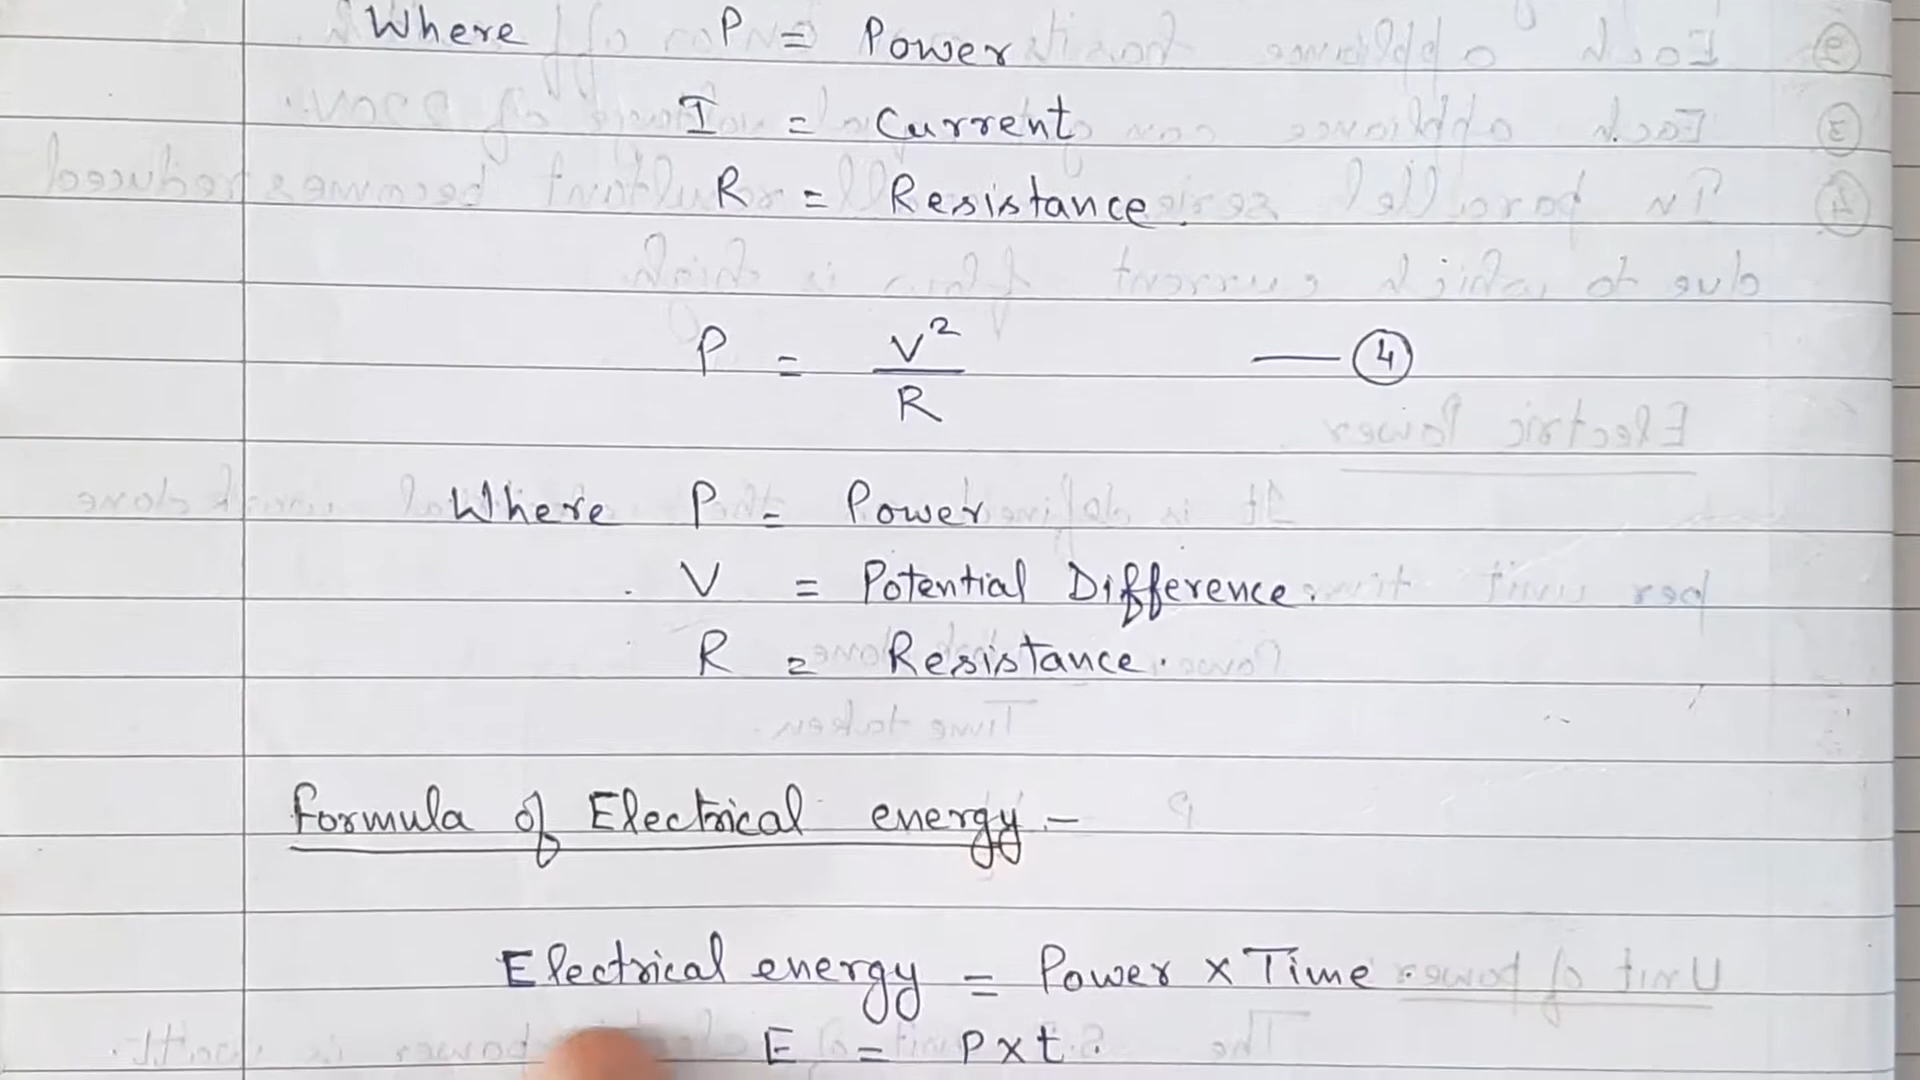 Where P = Power
I = Current
R = Resistance.
P = V²/R — ④
Where P = Power
V = Potential Difference.
R = Resistance.
Formula of Electrical energy -
Electrical energy = Power x Time
E = P x t.